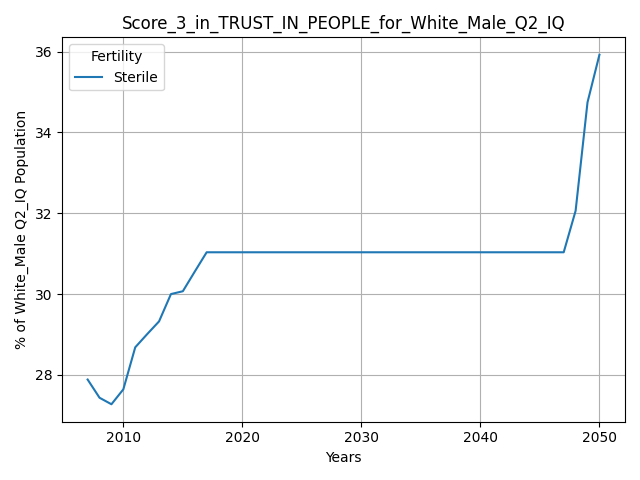 Score_3_in_TRUST_IN_PEOPLE_for_White_Male_Q2_IQ
Fertility
Sterile
% of White_Male Q2_IQ Population
36
34
32
30
28
2010
2020
2030
2040
2050
Years